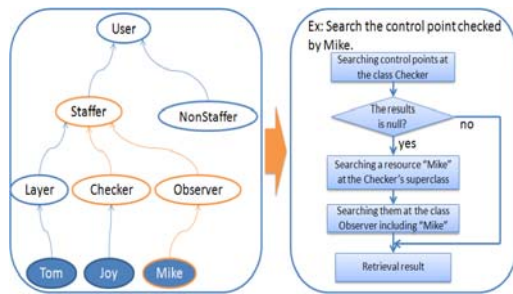 User
Staffer
NonStaffer
Layer
Checker
Observer
Tom
Joy
Mike
Ex: Search the control point checked
by Mike.
Searching control points at
the class Checker
The results
is null?
no
yes
Searching a resource "Mike"
at the Checker's superclass
Searching them at the class
Observer including "Mike"
Retrieval result